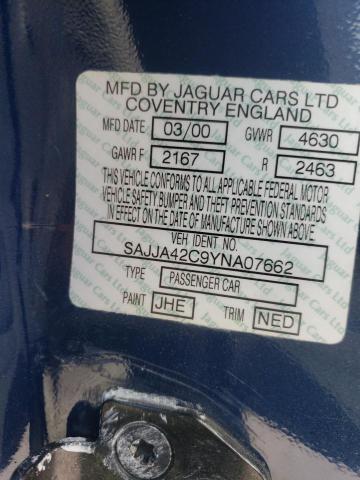 MFD BY JAGUAR CARS LTD
COVENTRY ENGLAND
MFD DATE 03/00 GVWR 4630
GAWR F 2167 R 2463
THIS VEHICLE CONFORMS TO ALL APPLICABLE FEDERAL MOTOR
VEHICLE SAFETY BUMPER AND THEFT PREVENTION STANDARDS
IN EFFECT ON THE DATE OF MANUFACTURE SHOWN ABOVE.
VEH IDENT NO.
SAJJA42C9YNA07662
TYPE PASSENGER CAR
PAINT JHE TRIM NED